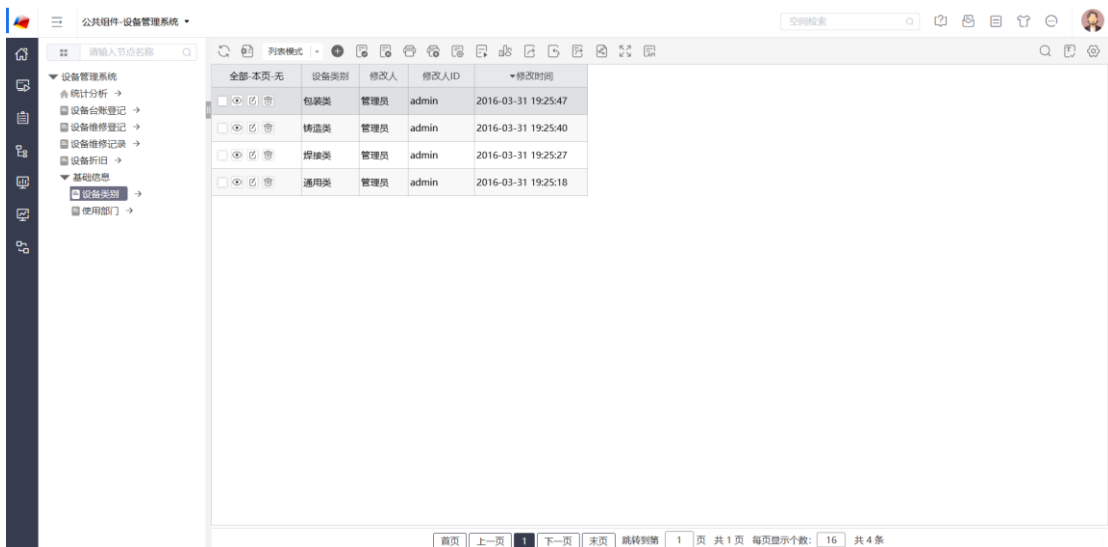 公共组件-设备管理系统
空间检索
请输入节点名称
列表模式
设备管理系统
统计分析
设备台账登记
设备维修登记
设备维修记录
设备折旧
基础信息
设备类别
使用部门
全部-本页-无 设备类别 修改人 修改人ID 修改时间
包装类 管理员 admin 2016-03-31 19:25:47
铸造类 管理员 admin 2016-03-31 19:25:40
焊接类 管理员 admin 2016-03-31 19:25:27
通用类 管理员 admin 2016-03-31 19:25:18
首页 上一页 1 下一页 末页 跳转到第 1 页 共1页 每页显示个数: 16 共4条